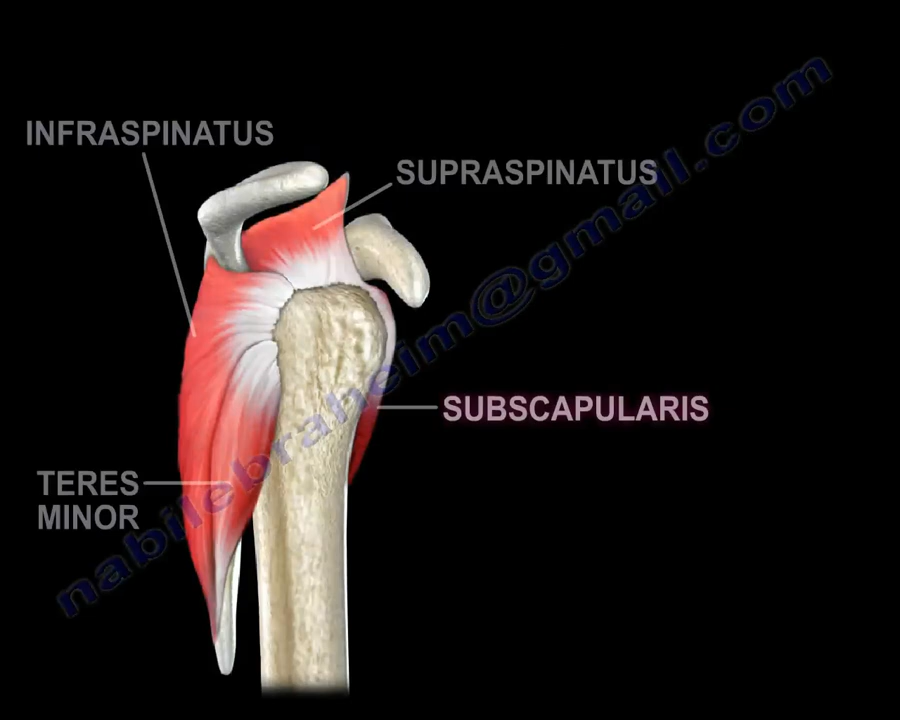 INFRASPINATUS
SUPRASPINATUS
SUBSCAPULARIS
TERES
MINOR
nabilebraheim@gmail.com